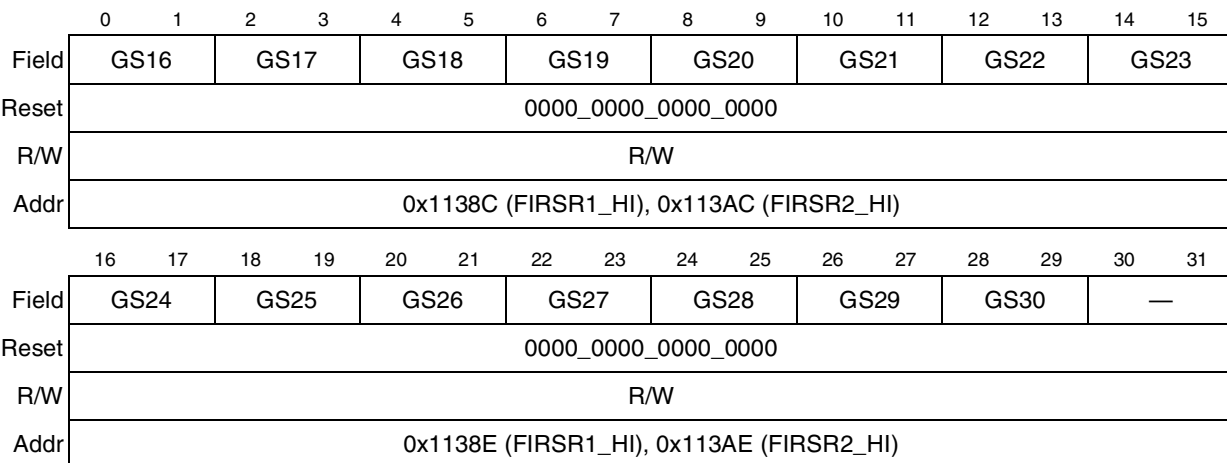 0 1 2 3 4 5 6 7 8 9 10 11 12 13 14 15
Field GS16 GS17 GS18 GS19 GS20 GS21 GS22 GS23
Reset 0000_0000_0000_0000
R/W R/W
Addr 0x1138C (FIRSR1_HI), 0x113AC (FIRSR2_HI)
16 17 18 19 20 21 22 23 24 25 26 27 28 29 30 31
Field GS24 GS25 GS26 GS27 GS28 GS29 GS30 —
Reset 0000_0000_0000_0000
R/W R/W
Addr 0x1138E (FIRSR1_HI), 0x113AE (FIRSR2_HI)